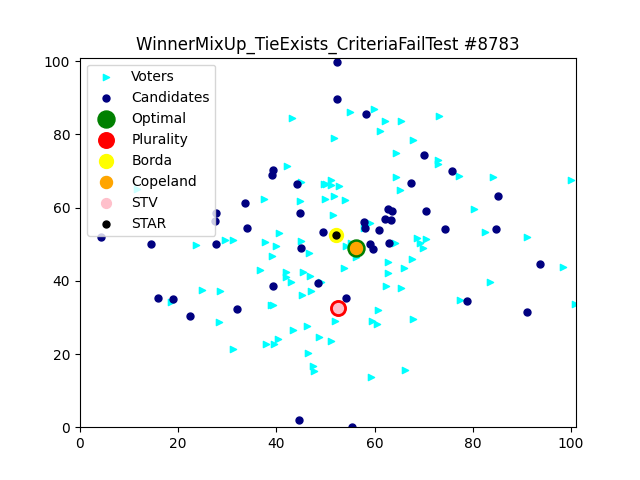 WinnerMixUp_TieExists_CriteriaFailTest #8783
100
80
60
40
20
0
Voters
Candidates
Optimal
Plurality
Borda
Copeland
STV
STAR
0 20 40 60 80 100